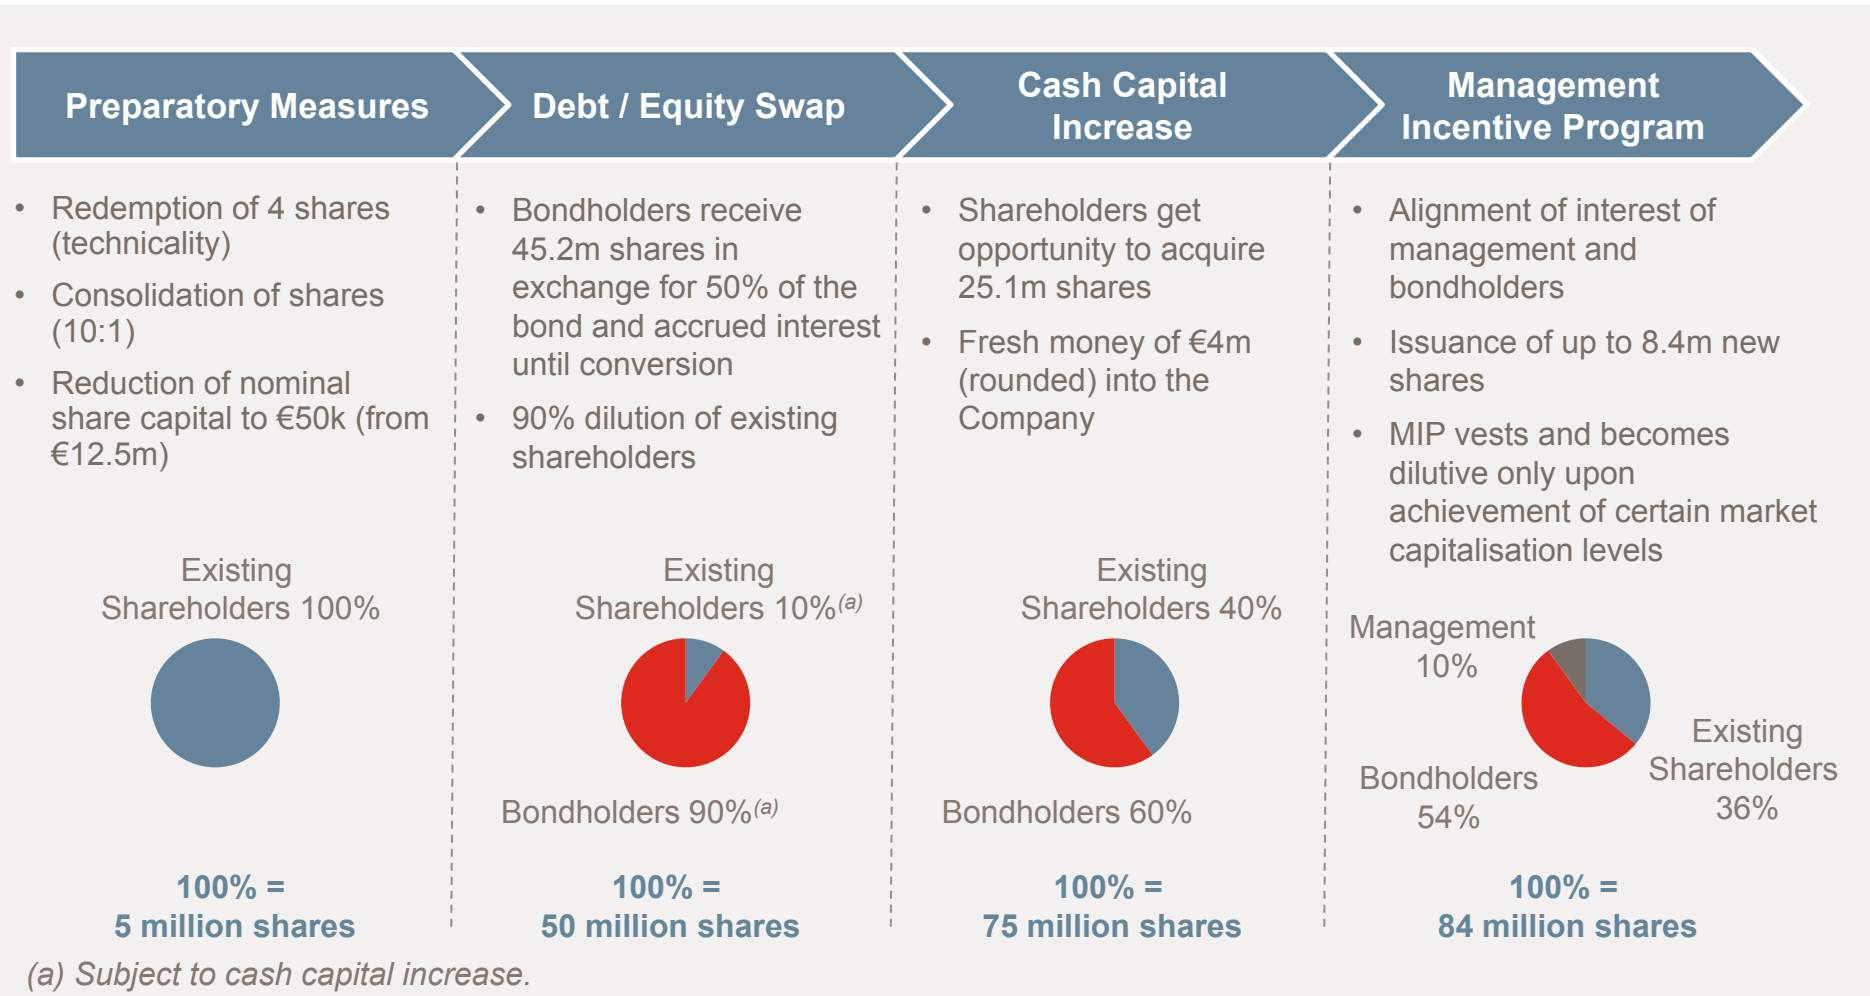 Preparatory Measures
Debt / Equity Swap
Cash Capital
Increase
Management
Incentive Program
• Redemption of 4 shares
(technicality)
• Consolidation of shares
(10:1)
• Reduction of nominal
share capital to €50k (from
€12.5m)
Existing
Shareholders 100%
100% =
5 million shares
• Bondholders receive
45.2m shares in
exchange for 50% of the
bond and accrued interest
until conversion
• 90% dilution of existing
shareholders
Existing
Shareholders 10%(a)
Bondholders 90%(a)
100% =
50 million shares
• Shareholders get
opportunity to acquire
25.1m shares
• Fresh money of €4m
(rounded) into the
Company
Existing
Shareholders 40%
Bondholders 60%
100% =
75 million shares
• Alignment of interest of
management and
bondholders
• Issuance of up to 8.4m new
shares
• MIP vests and becomes
dilutive only upon
achievement of certain market
capitalisation levels
Management
10%
Existing
Shareholders
36%
Bondholders
54%
100% =
84 million shares
(a) Subject to cash capital increase.